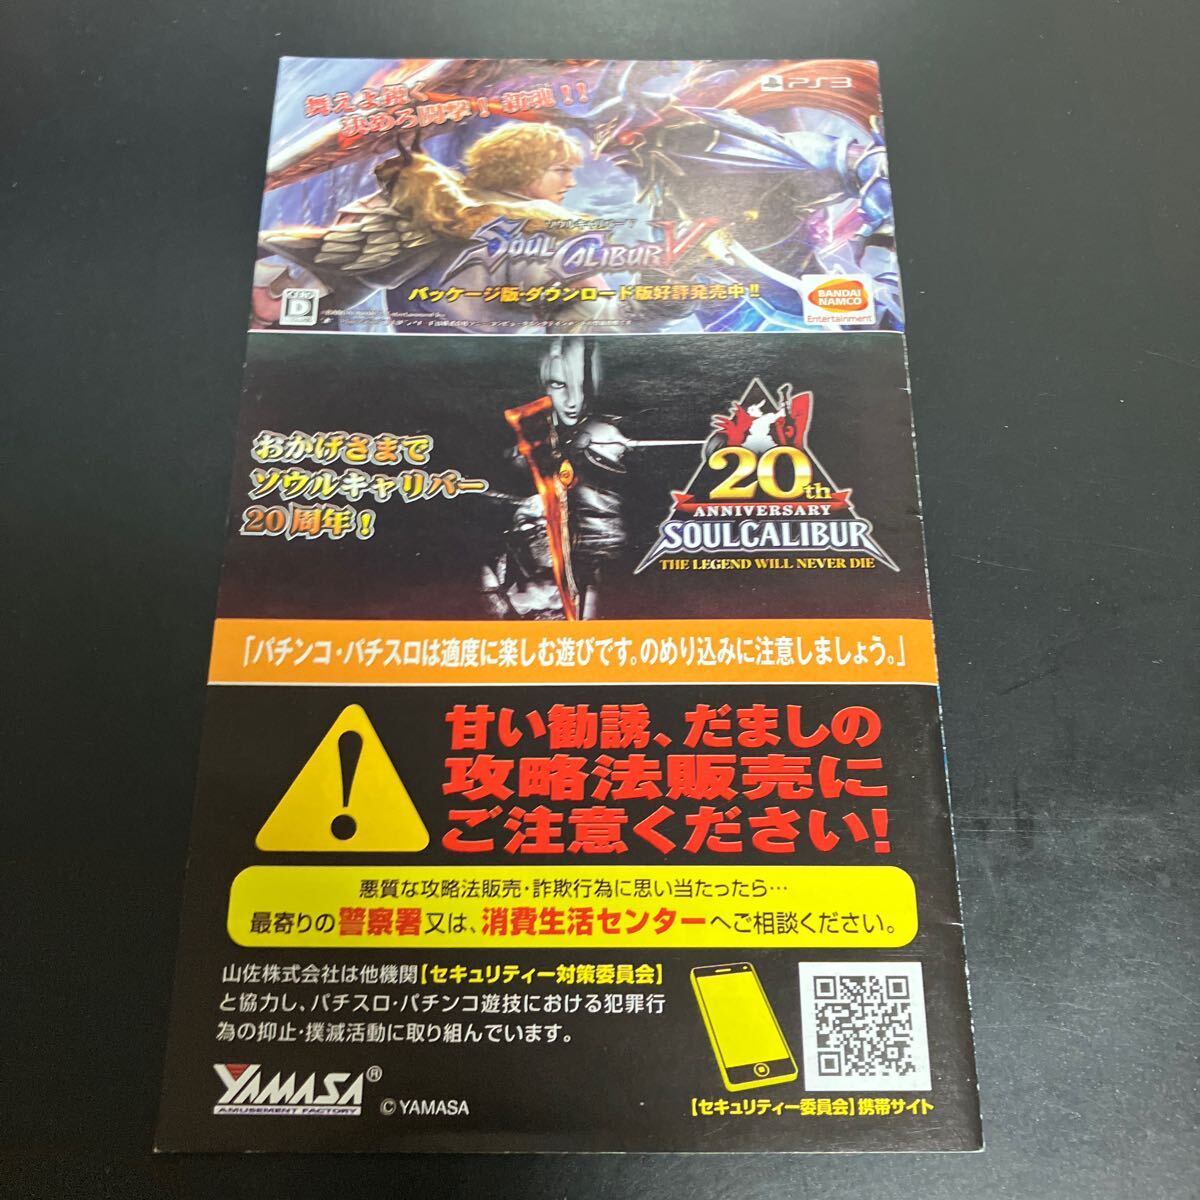 舞えよ鋭く
決めろ闘撃！新乱！！
PS3
ソウルキャリバーV
SOULCALIBUR V
パッケージ版・ダウンロード版好評発売中!!
CERO
D
BANDAI
NAMCO
Entertainment
おかげさまで
ソウルキャリバー
20周年！
20th
ANNIVERSARY
SOULCALIBUR
THE LEGEND WILL NEVER DIE
「パチンコ・パチスロは適度に楽しむ遊びです。のめり込みに注意しましょう。」
甘い勧誘、だましの
攻略法販売に
ご注意ください!
悪質な攻略法販売・詐欺行為に思い当たったら…
最寄りの警察署又は、消費生活センターへご相談ください。
山佐株式会社は他機関【セキュリティー対策委員会】
と協力し、パチスロ・パチンコ遊技における犯罪行
為の抑止・撲滅活動に取り組んでいます。
YAMASA®
AMUSEMENT FACTORY
©YAMASA
【セキュリティー委員会】携帯サイト